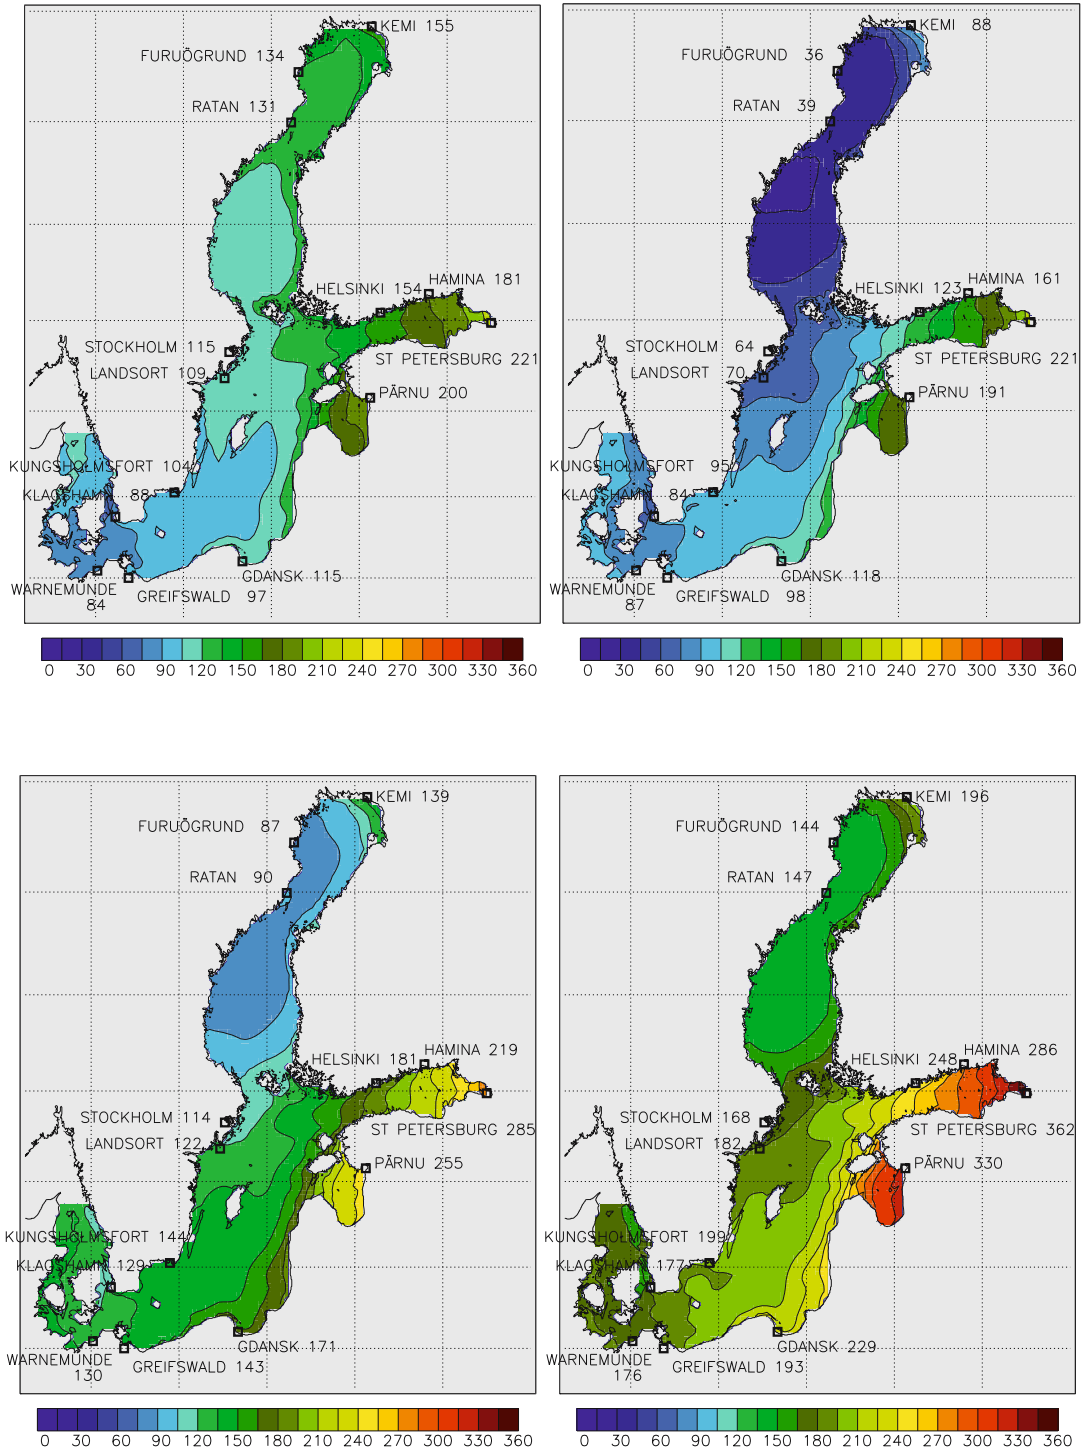 KEMI 155
FURUÖGRUND 134
RATAN 131
HAMINA 181
HELSINKI 154
STOCKHOLM 115
ST PETERSBURG 221
LANDSORT 109
PÄRNU 200
KUNGSHOLMSFORT 104
KLAGSHAMN 88
GDANSK 115
WARNEMÜNDE 84
GREIFSWALD 97
0 30 60 90 120 150 180 210 240 270 300 330 360
KEMI 88
FURUÖGRUND 36
RATAN 39
HAMINA 161
HELSINKI 123
STOCKHOLM 64
ST PETERSBURG 221
LANDSORT 70
PÄRNU 191
KUNGSHOLMSFORT 95
KLAGSHAMN 84
GDANSK 118
WARNEMÜNDE 87
GREIFSWALD 98
0 30 60 90 120 150 180 210 240 270 300 330 360
KEMI 139
FURUÖGRUND 87
RATAN 90
HAMINA 219
HELSINKI 181
STOCKHOLM 114
ST PETERSBURG 285
LANDSORT 122
PÄRNU 255
KUNGSHOLMSFORT 144
KLAGSHAMN 129
GDANSK 171
WARNEMÜNDE 130
GREIFSWALD 143
0 30 60 90 120 150 180 210 240 270 300 330 360
KEMI 196
FURUÖGRUND 144
RATAN 147
HAMINA 286
HELSINKI 248
STOCKHOLM 168
ST PETERSBURG 362
LANDSORT 182
PÄRNU 330
KUNGSHOLMSFORT 199
KLAGSHAMN 177
GDANSK 229
WARNEMÜNDE 176
GREIFSWALD 193
0 30 60 90 120 150 180 210 240 270 300 330 360